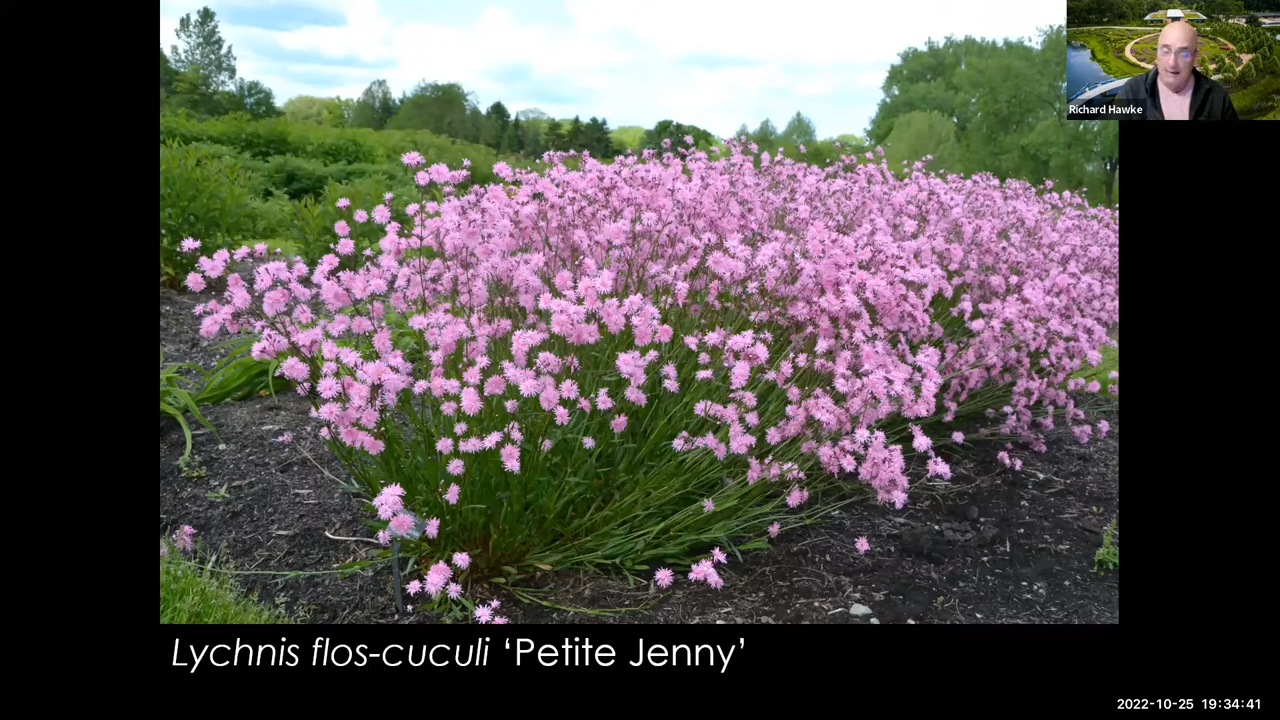 Richard Hawke
Lychnis flos-cuculi ‘Petite Jenny’
2022-10-25 19:34:41